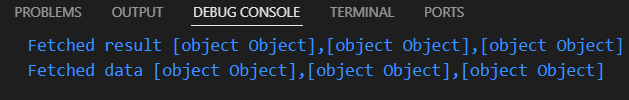 PROBLEMS OUTPUT DEBUG CONSOLE TERMINAL PORTS
Fetched result [object Object],[object Object],[object Object]
Fetched data [object Object],[object Object],[object Object]